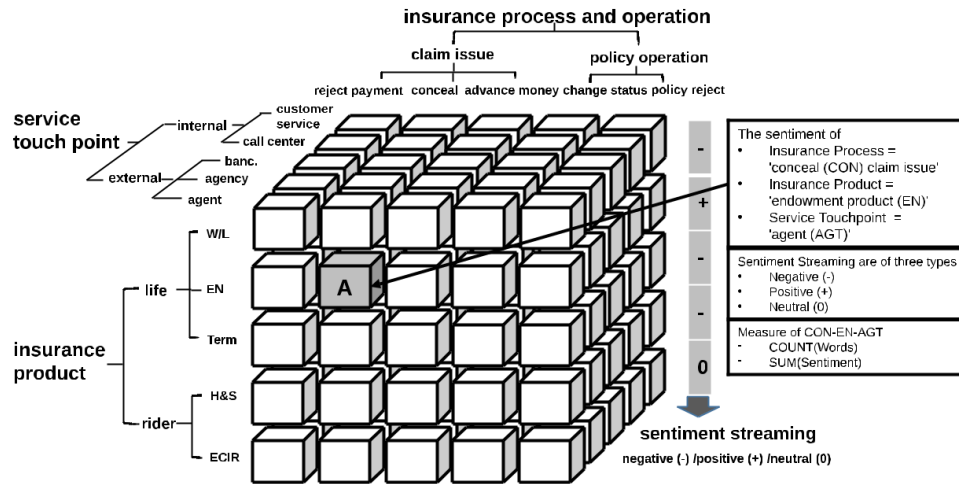 insurance process and operation
claim issue
policy operation
reject payment conceal advance money change status policy reject
service
touch point
internal
customer
service
call center
external
banc.
agency
agent
insurance
product
life
W/L
EN
Term
rider
H&S
ECIR
A
-
+
-
-
0
sentiment streaming
negative (-) /positive (+) /neutral (0)
The sentiment of
• Insurance Process =
'conceal (CON) claim issue'
• Insurance Product =
'endowment product (EN)'
• Service Touchpoint =
'agent (AGT)'
Sentiment Streaming are of three types
• Negative (-)
• Positive (+)
• Neutral (0)
Measure of CON-EN-AGT
- COUNT(Words)
- SUM(Sentiment)